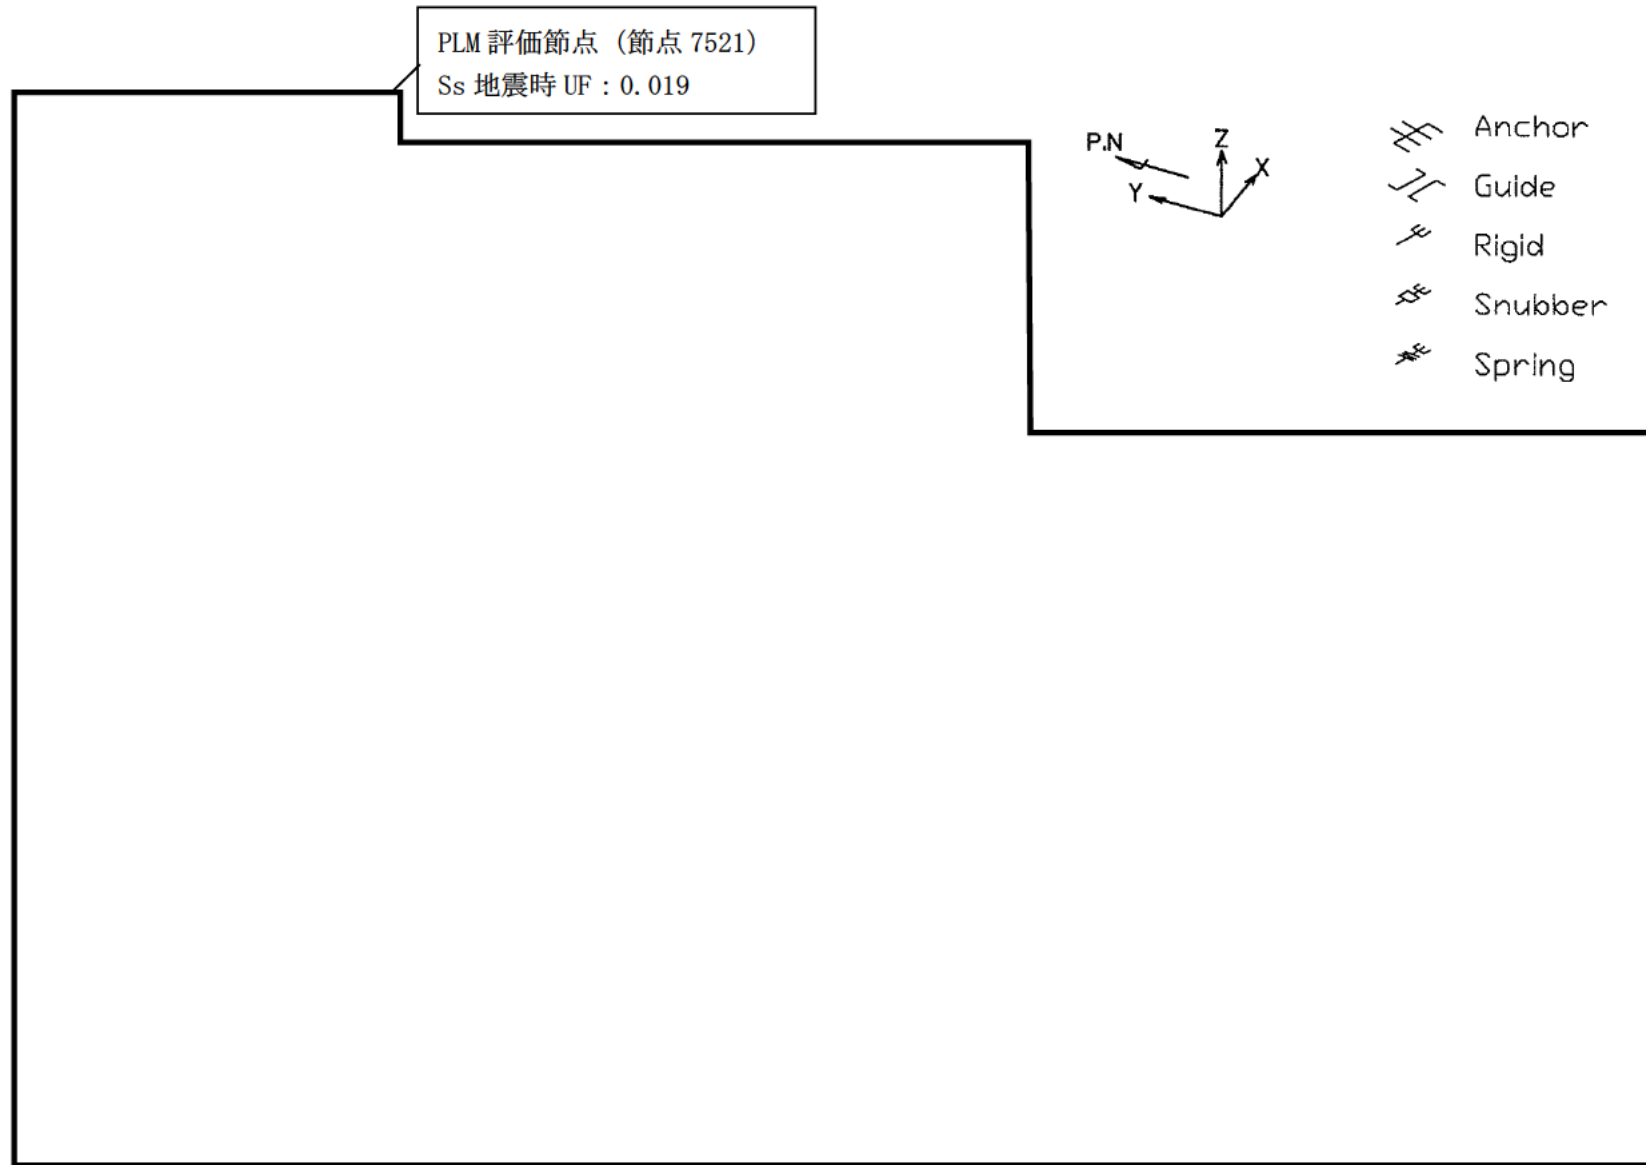 PLM 評価節点（節点 7521）
Ss 地震時 UF：0.019
P.N
Z
X
Y
Anchor
Guide
Rigid
Snubber
Spring